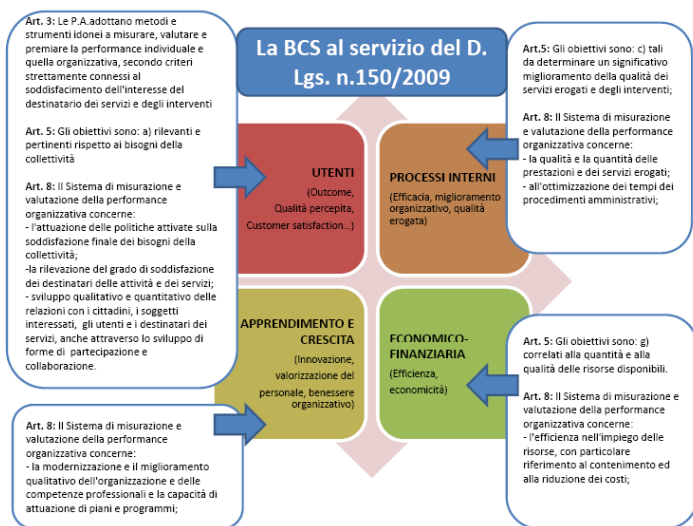 La BCS al servizio del D.
Lgs. n.150/2009
Art. 3: Le P.A.adottano metodi e
strumenti idonei a misurare, valutare e
premiare la performance individuale e
quella organizzativa, secondo criteri
strettamente connessi al
soddisfacimento dell'interesse del
destinatario dei servizi e degli interventi
Art. 5: Gli obiettivi sono: a) rilevanti e
pertinenti rispetto ai bisogni della
collettività
Art. 8: Il Sistema di misurazione e
valutazione della performance
organizzativa concerne:
- l'attuazione delle politiche attivate sulla
soddisfazione finale dei bisogni della
collettività;
-la rilevazione del grado di soddisfazione
dei destinatari delle attività e dei servizi;
- sviluppo qualitativo e quantitativo delle
relazioni con i cittadini, i soggetti
interessati, gli utenti e i destinatari dei
servizi, anche attraverso lo sviluppo di
forme di partecipazione e
collaborazione.
UTENTI
(Outcome,
Qualità percepita,
Customer satisfaction...)
PROCESSI INTERNI
(Efficacia, miglioramento
organizzativo, qualità
erogata)
Art.5: Gli obiettivi sono: c) tali
da determinare un significativo
miglioramento della qualità dei
servizi erogati e degli interventi;
Art. 8: Il Sistema di misurazione
e valutazione della performance
organizzativa concerne:
- la qualità e la quantità delle
prestazioni e dei servizi erogati;
- all'ottimizzazione dei tempi dei
procedimenti amministrativi;
APPRENDIMENTO E
CRESCITA
(Innovazione,
valorizzazione del
personale, benessere
organizzativo)
ECONOMICO-
FINANZIARIA
(Efficienza,
economicità)
Art. 8: Il Sistema di misurazione e
valutazione della performance
organizzativa concerne:
- la modernizzazione e il miglioramento
qualitativo dell'organizzazione e delle
competenze professionali e la capacità di
attuazione di piani e programmi;
Art. 5: Gli obiettivi sono: g)
correlati alla quantità e alla
qualità delle risorse disponibili.
Art. 8: Il Sistema di misurazione e
valutazione della performance
organizzativa concerne:
- l'efficienza nell'impiego delle
risorse, con particolare
riferimento al contenimento ed
alla riduzione dei costi;